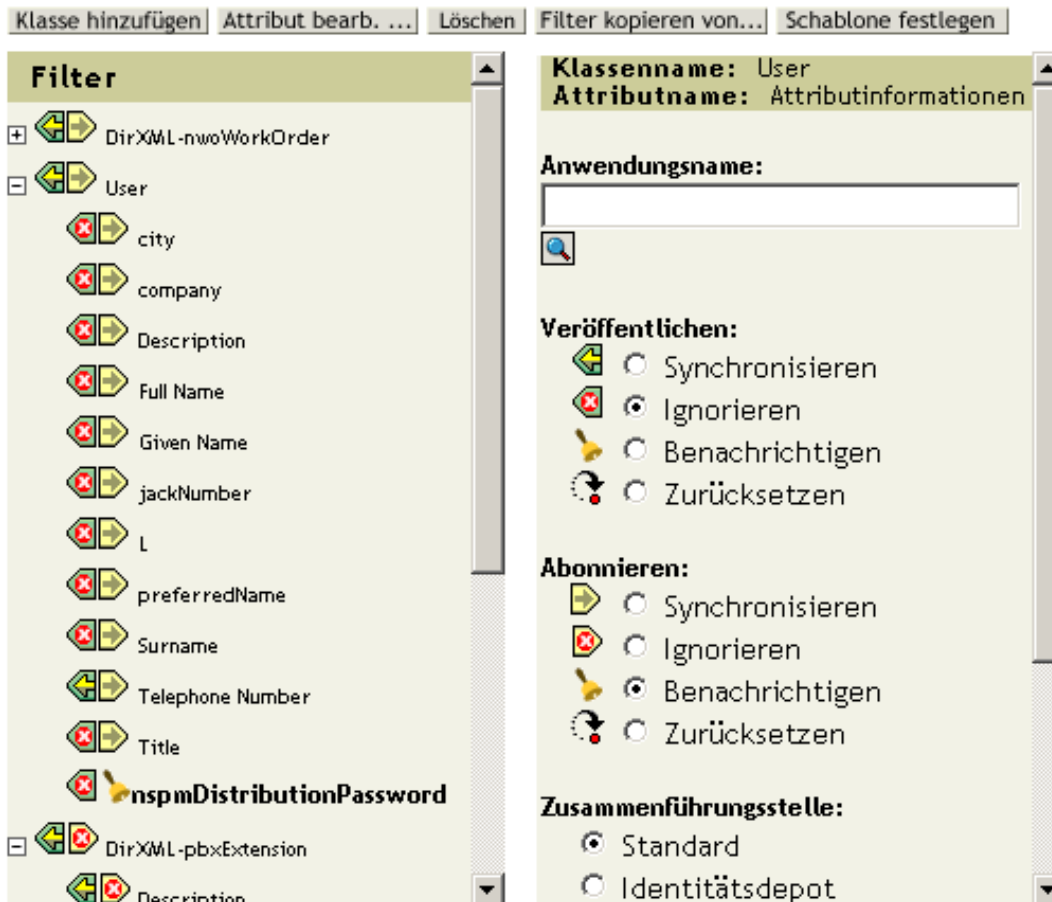 Klasse hinzufügen Attribut bearb. ... Löschen Filter kopieren von... Schablone festlegen
Filter
DirXML-nwoWorkOrder
User
city
company
Description
Full Name
Given Name
jackNumber
L
preferredName
Surname
Telephone Number
Title
nspmDistributionPassword
DirXML-pbxExtension
Description
Klassenname: User
Attributname: Attributinformationen
Anwendungsname:
Veröffentlichen:
Synchronisieren
Ignorieren
Benachrichtigen
Zurücksetzen
Abonnieren:
Synchronisieren
Ignorieren
Benachrichtigen
Zurücksetzen
Zusammenführungsstelle:
Standard
Identitätsdepot